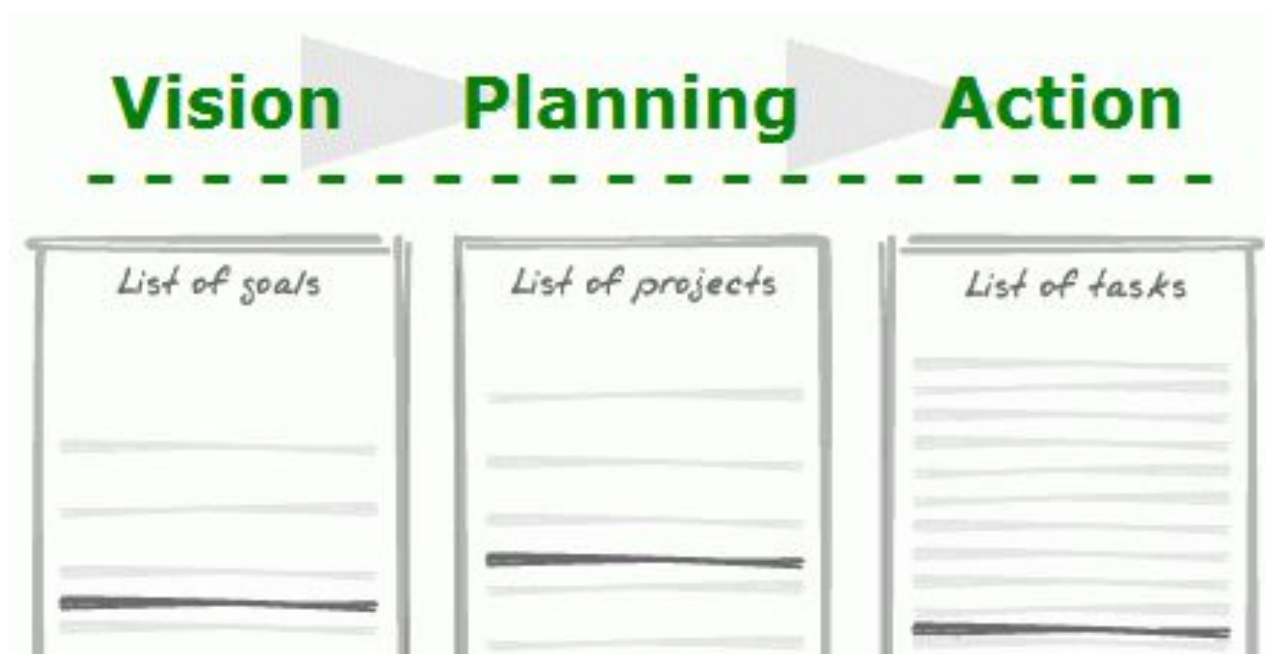 Vision Planning Action
List of goals
List of projects
List of tasks